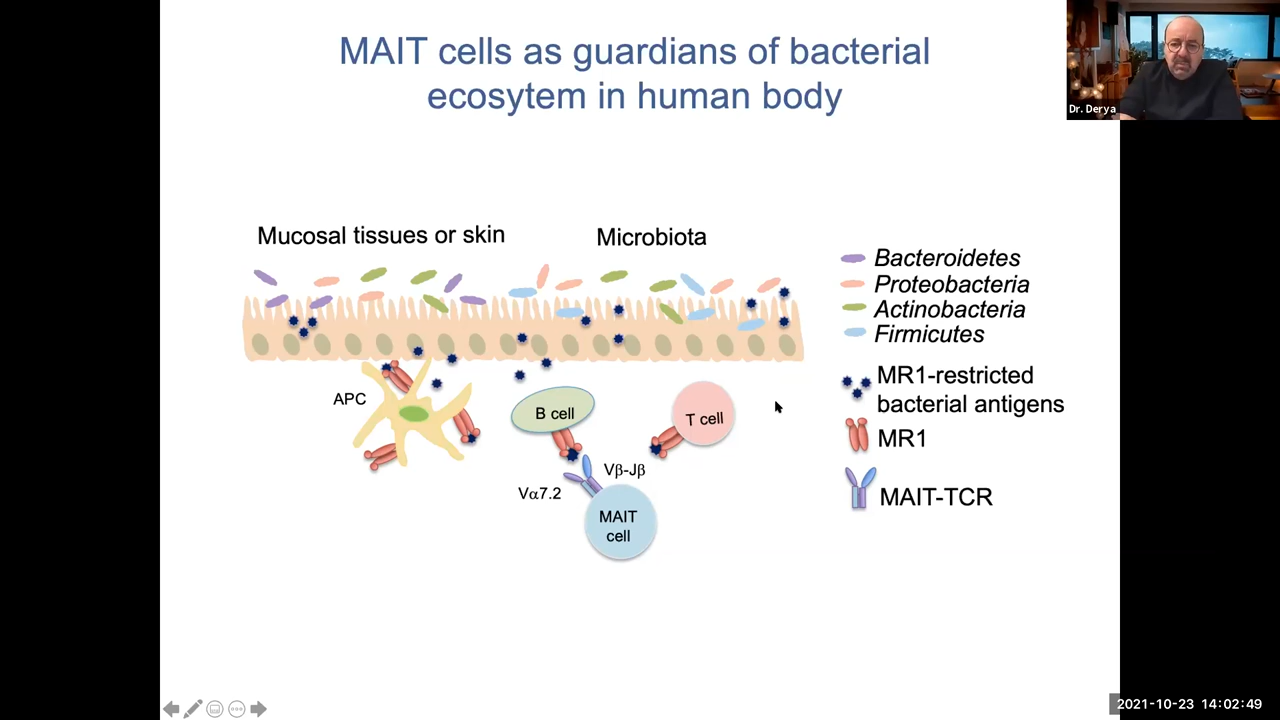 MAIT cells as guardians of bacterial
ecosytem in human body
Dr. Derya
Mucosal tissues or skin
Microbiota
Bacteroidetes
Proteobacteria
Actinobacteria
Firmicutes
MR1-restricted
bacterial antigens
MR1
MAIT-TCR
APC
B cell
T cell
Vβ-Jβ
Vα7.2
MAIT
cell
2021-10-23 14:02:49